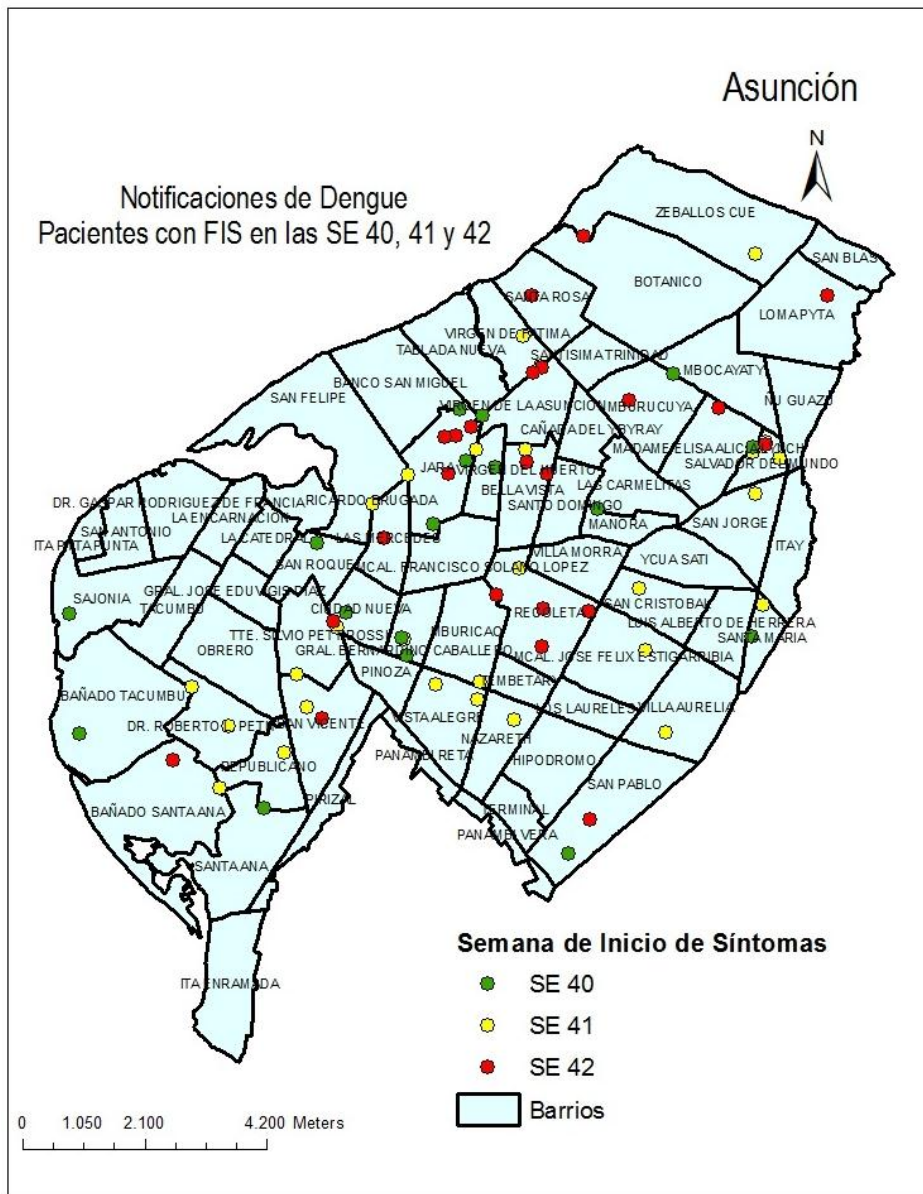 Asunción
N
Notificaciones de Dengue
Pacientes con FIS en las SE 40, 41 y 42
ZEBALLOS CUE
SAN BLAS
BOTANICO
LOMA PYTA
SANTA ROSA
VIRGEN DE FATIMA
TABLADA NUEVA
SANTISIMA TRINIDAD
MBOCAYATY
BANCO SAN MIGUEL
ÑU GUAZU
SAN FELIPE
VIRGEN DE LA ASUNCION
MBURUCUYA
CAÑADA DEL YBYRAY
MADAME ELISA ALICIA LYNCH
SALVADOR DEL MUNDO
JARA
VIRGEN DEL HUERTO
BELLA VISTA
LAS CARMELITAS
DR. GASPAR RODRIGUEZ DE FRANCIA
RICARDO BRUGADA
SANTO DOMINGO
LA ENCARNACION
MANORA
SAN JORGE
SAN ANTONIO
LA CATEDRAL
LAS MERCEDES
ITA PYTA PUNTA
ITAY
VILLA MORRA
YCUA SATI
SAN ROQUE
MCAL. FRANCISCO SOLANO LOPEZ
GRAL. JOSE EDUVIGIS DIAZ
SAJONIA
TACUMBU
CIUDAD NUEVA
RECOLETA
SAN CRISTOBAL
LUIS ALBERTO DE HERRERA
TTE. SILVIO PETTIROSSI
MBURICAO
SANTA MARIA
OBRERO
GRAL. BERNARDINO CABALLERO
MCAL. JOSE FELIX ESTIGARRIBIA
PINOZA
TEMBETARY
BAÑADO TACUMBU
LOS LAURELES
VILLA AURELIA
DR. ROBERTO L. PETIT
SAN VICENTE
VISTA ALEGRE
NAZARETH
PANAMBI RETA
HIPODROMO
REPUBLICANO
SAN PABLO
PIRIZAL
BAÑADO SANTA ANA
TERMINAL
PANAMBI VERA
SANTA ANA
ITA ENRAMADA
Semana de Inicio de Síntomas
SE 40
SE 41
SE 42
Barrios
0 1.050 2.100 4.200 Meters